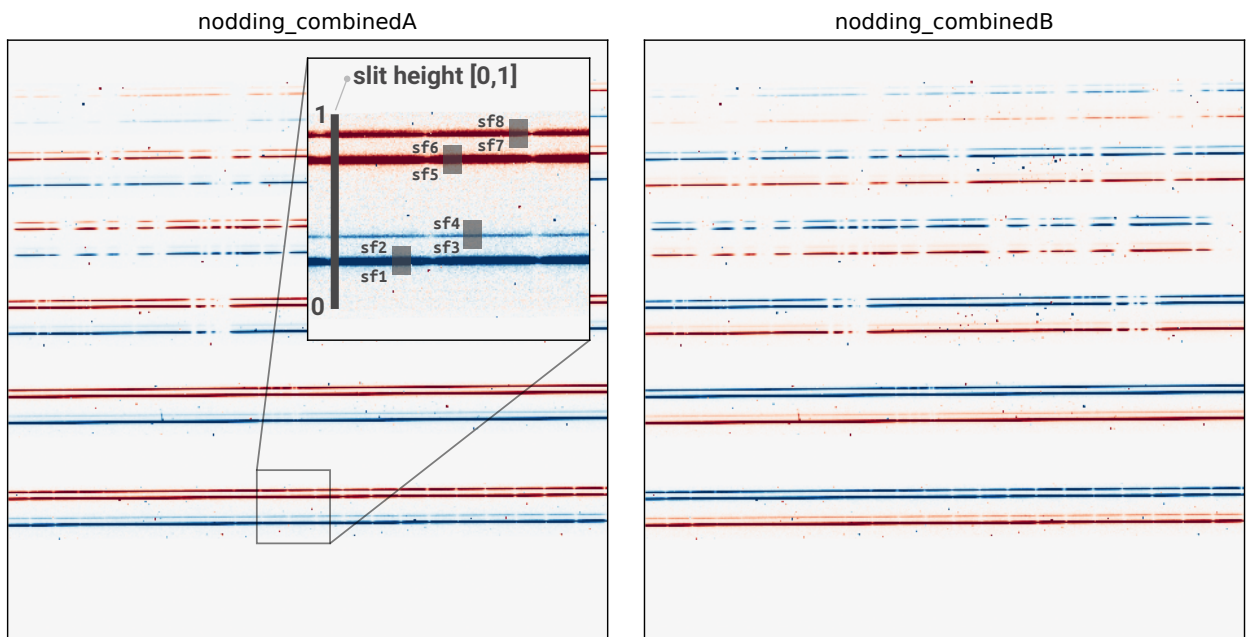 nodding_combinedA
nodding_combinedB
slit height [0,1]
1
sf8
sf6
sf7
sf5
sf4
sf2
sf3
sf1
0